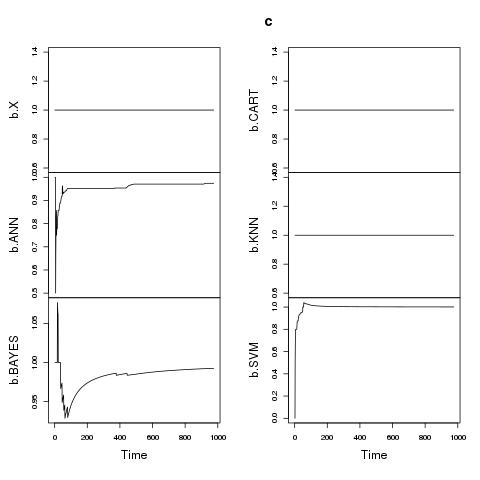 c
b.X
0.6 0.8 1.0 1.2 1.4
b.ANN
0.5 0.6 0.7 0.8 0.9 1.0
b.BAYES
0.95 1.00 1.05
0 200 400 600 800 1000
Time
b.CART
0.6 0.8 1.0 1.2 1.4
b.KNN
0.6 0.8 1.0 1.2 1.4
b.SVM
0.0 0.2 0.4 0.6 0.8 1.0
0 200 400 600 800 1000
Time